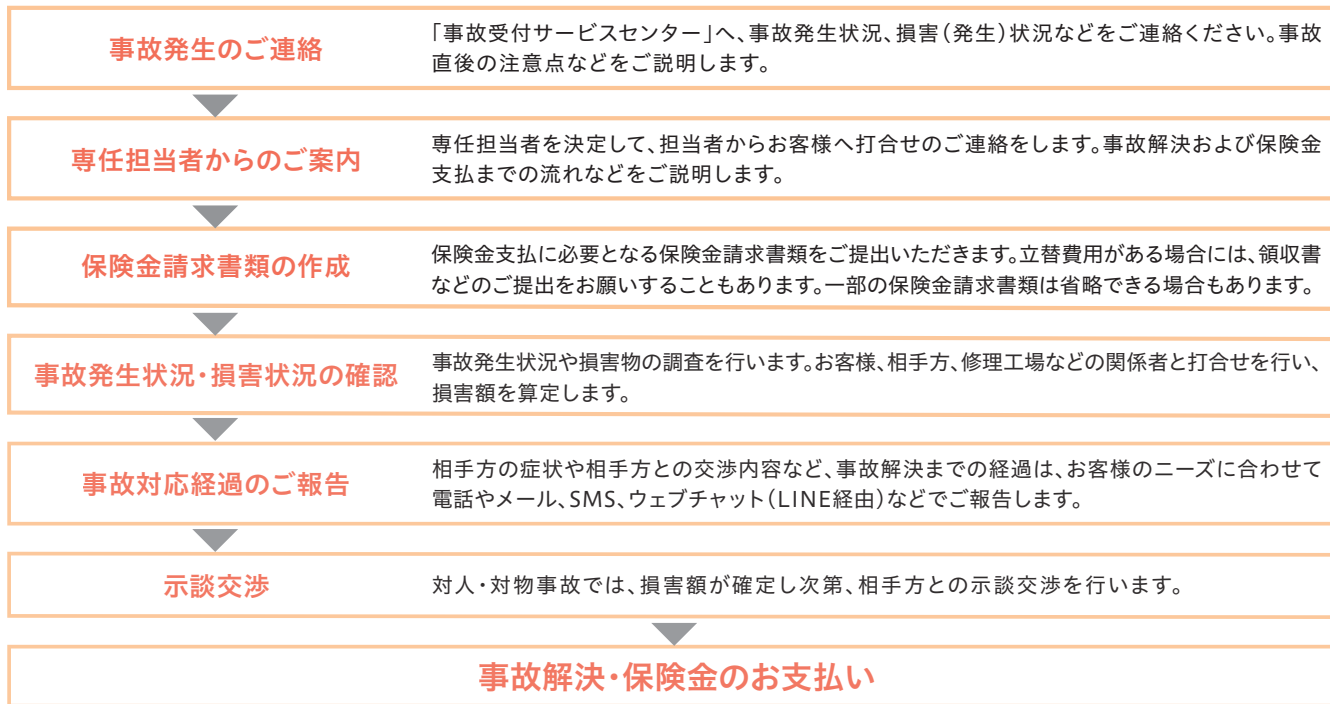 事故発生のご連絡
「事故受付サービスセンター」へ、事故発生状況、損害(発生)状況などをご連絡ください。事故
直後の注意点などをご説明します。
専任担当者からのご案内
専任担当者を決定して、担当者からお客様へ打合せのご連絡をします。事故解決および保険金
支払までの流れなどをご説明します。
保険金請求書類の作成
保険金支払に必要となる保険金請求書類をご提出いただきます。立替費用がある場合には、領収書
などのご提出をお願いすることもあります。一部の保険金請求書類は省略できる場合もあります。
事故発生状況・損害状況の確認
事故発生状況や損害物の調査を行います。お客様、相手方、修理工場などの関係者と打合せを行い、
損害額を算定します。
事故対応経過のご報告
相手方の症状や相手方との交渉内容など、事故解決までの経過は、お客様のニーズに合わせて
電話やメール、SMS、ウェブチャット(LINE経由)などでご報告します。
示談交渉
対人・対物事故では、損害額が確定し次第、相手方との示談交渉を行います。
事故解決・保険金のお支払い